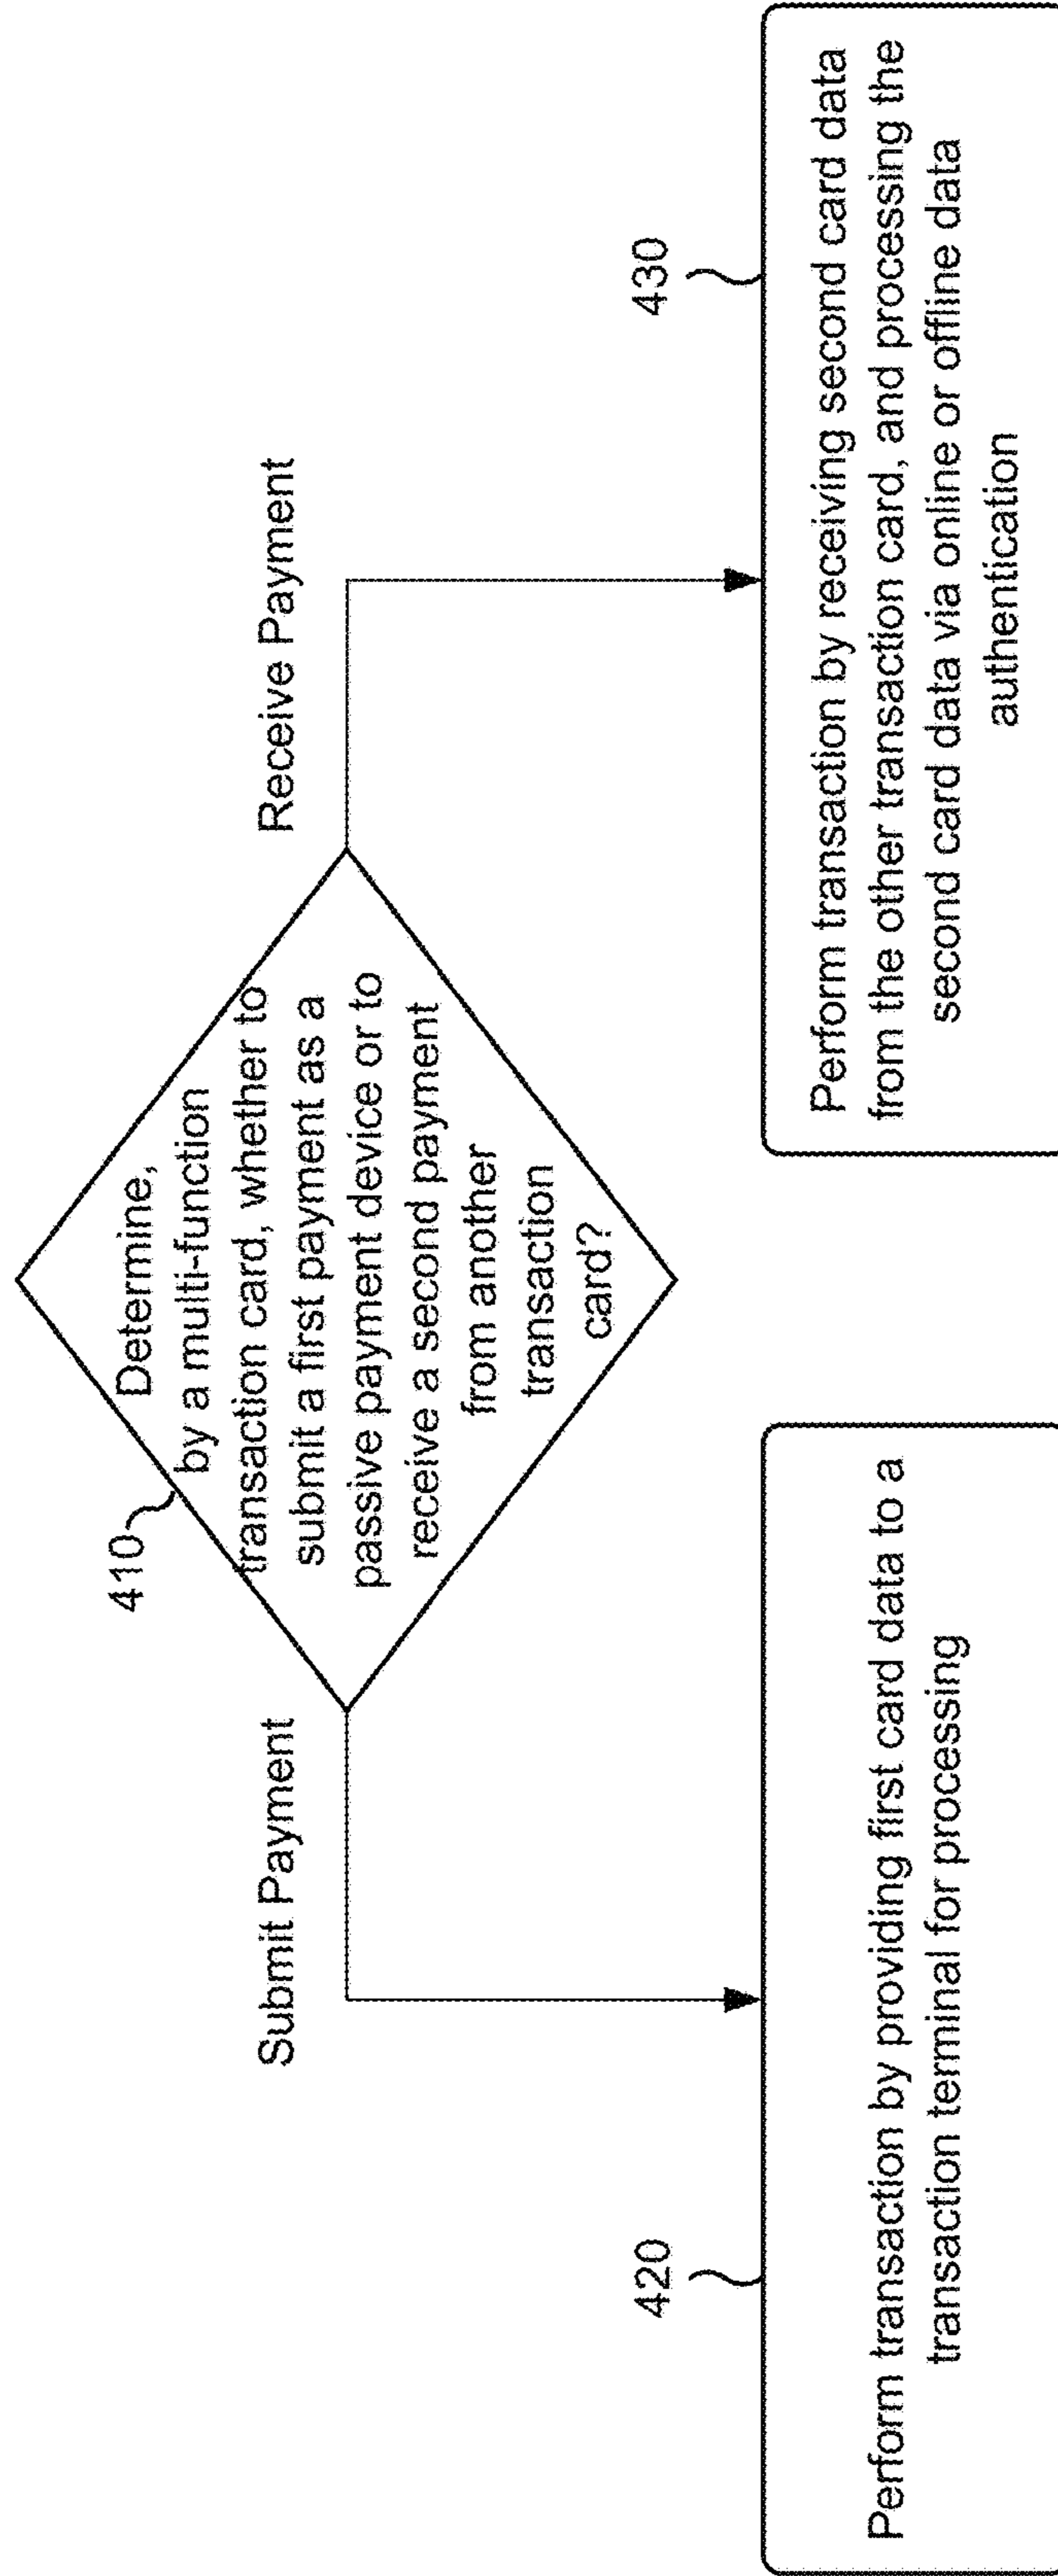 410
Determine,
by a multi-function
transaction card, whether to
submit a first payment as a
passive payment device or to
receive a second payment
from another
transaction
card?
Submit Payment
Receive Payment
420
Perform transaction by providing first card data to a
transaction terminal for processing
430
Perform transaction by receiving second card data
from the other transaction card, and processing the
second card data via online or offline data
authentication